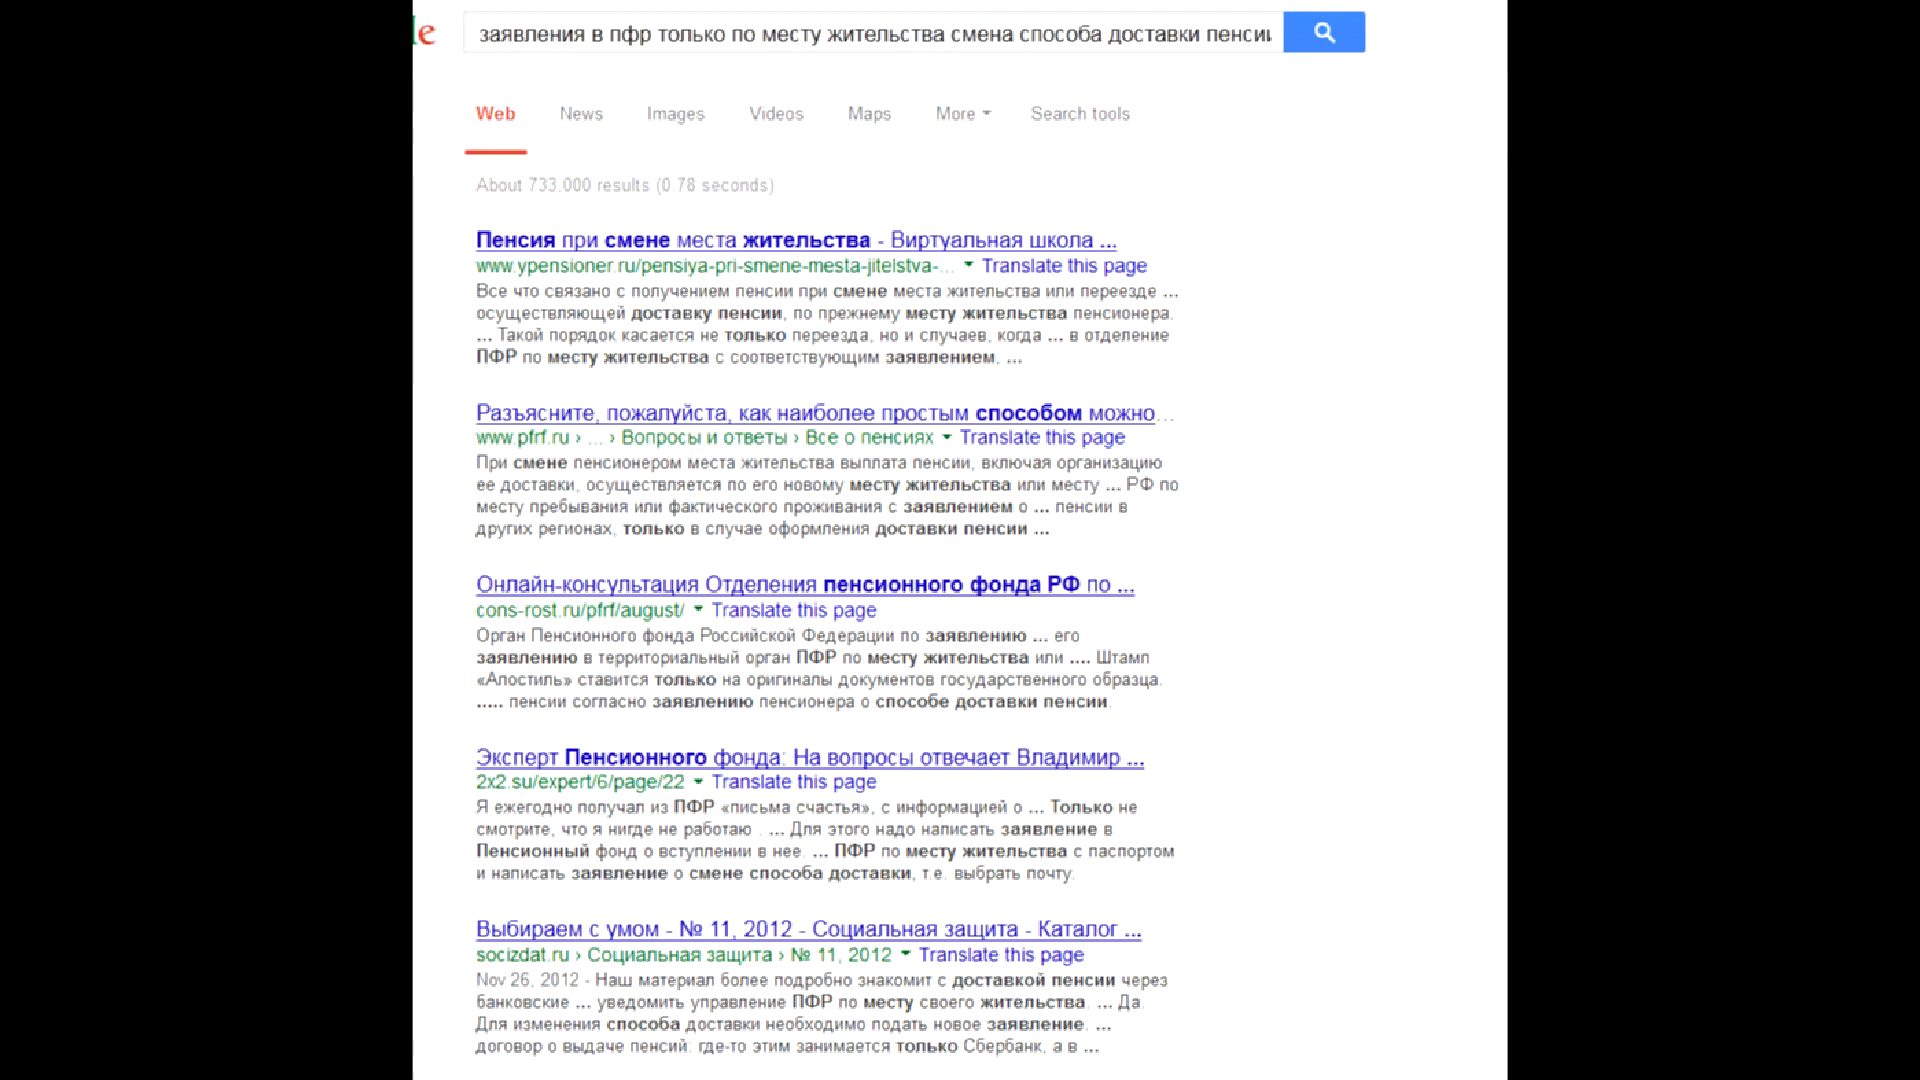 le
заявления в пфр только по месту жительства смена способа доставки пенсии
Web News Images Videos Maps More Search tools
About 733,000 results (0.78 seconds)
Пенсия при смене места жительства - Виртуальная школа ...
www.ypensioner.ru/pensiya-pri-smene-mesta-jitelstva-... Translate this page
Все что связано с получением пенсии при смене места жительства или переезде ...
осуществляющей доставку пенсии, по прежнему месту жительства пенсионера.
... Такой порядок касается не только переезда, но и случаев, когда ... в отделение
ПФР по месту жительства с соответствующим заявлением, ...
Разъясните, пожалуйста, как наиболее простым способом можно...
www.pfrf.ru › ... › Вопросы и ответы › Все о пенсиях Translate this page
При смене пенсионером места жительства выплата пенсии, включая организацию
ее доставки, осуществляется по его новому месту жительства или месту ... РФ по
месту пребывания или фактического проживания с заявлением о ... пенсии в
других регионах, только в случае оформления доставки пенсии ...
Онлайн-консультация Отделения пенсионного фонда РФ по ...
cons-rost.ru/pfrf/august/ Translate this page
Орган Пенсионного фонда Российской Федерации по заявлению ... его
заявлению в территориальный орган ПФР по месту жительства или .... Штамп
«Апостиль» ставится только на оригиналы документов государственного образца.
..... пенсии согласно заявлению пенсионера о способе доставки пенсии.
Эксперт Пенсионного фонда: На вопросы отвечает Владимир ...
2x2.su/expert/6/page/22 Translate this page
Я ежегодно получал из ПФР «письма счастья», с информацией о ... Только не
смотрите, что я нигде не работаю . ... Для этого надо написать заявление в
Пенсионный фонд о вступлении в нее. ... ПФР по месту жительства с паспортом
и написать заявление о смене способа доставки, т.е. выбрать почту.
Выбираем с умом - № 11, 2012 - Социальная защита - Каталог ...
socizdat.ru › Социальная защита › № 11, 2012 Translate this page
Nov 26, 2012 - Наш материал более подробно знакомит с доставкой пенсии через
банковские ... уведомить управление ПФР по месту своего жительства. ... Да.
Для изменения способа доставки необходимо подать новое заявление. ...
договор о выдаче пенсий: где-то этим занимается только Сбербанк, а в ...